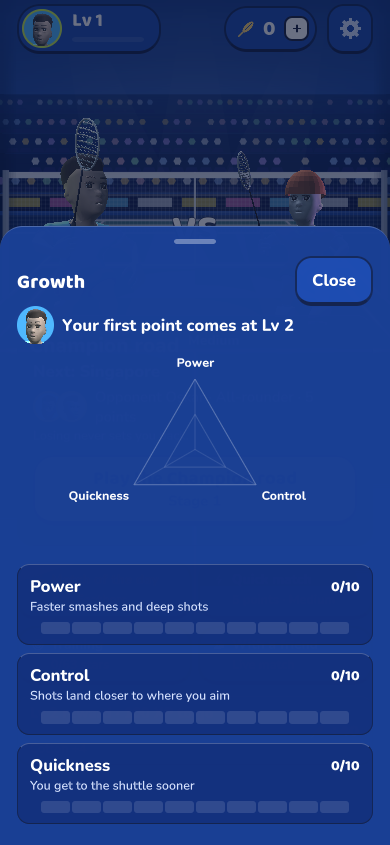 Lv 1
0
+
VS
Growth
Close
Your first point comes at Lv 2
Power
Quickness
Control
Power
0/10
Faster smashes and deep shots
Control
0/10
Shots land closer to where you aim
Quickness
0/10
You get to the shuttle sooner